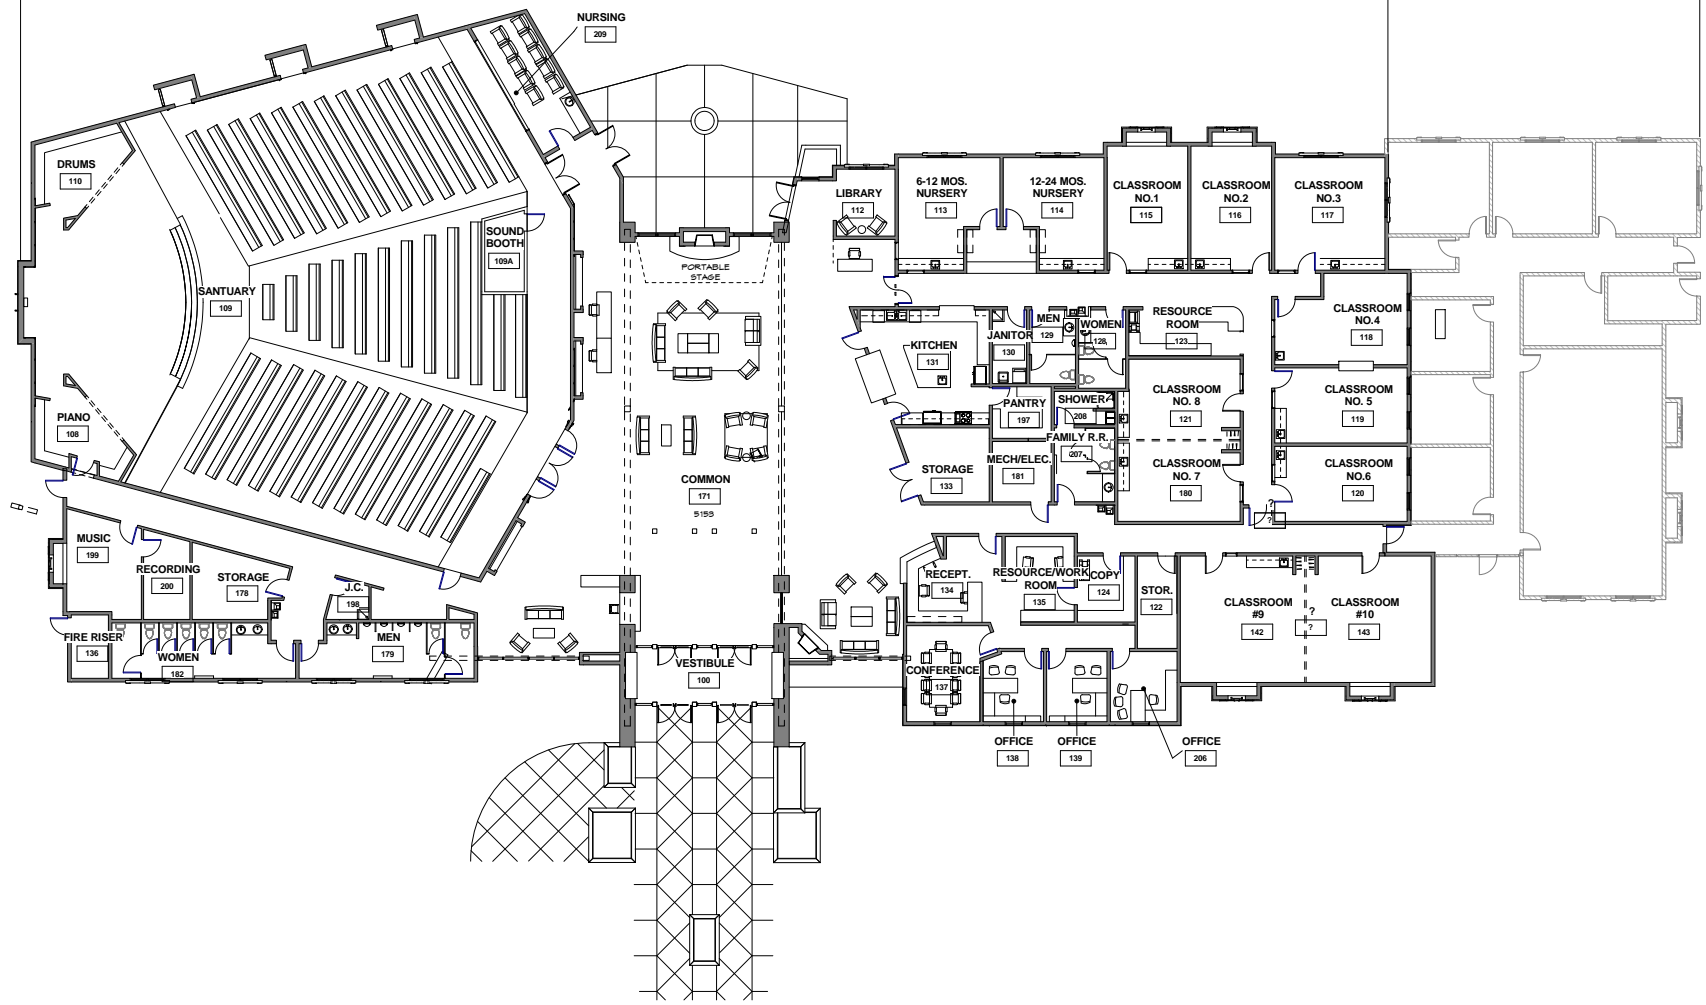 NURSING
209
DRUMS
110
SOUND
BOOTH
109A
SANTUARY
109
PIANO
108
PORTABLE
STAGE
LIBRARY
112
6-12 MOS.
NURSERY
113
12-24 MOS.
NURSERY
114
CLASSROOM
NO.1
115
CLASSROOM
NO.2
116
CLASSROOM
NO.3
117
CLASSROOM
NO.4
118
RESOURCE
ROOM
123
MEN
129
WOMEN
128
JANITOR
130
KITCHEN
131
CLASSROOM
NO. 8
121
CLASSROOM
NO. 5
119
PANTRY
197
SHOWER
208
FAMILY R.R.
207
MECH/ELEC.
181
STORAGE
133
CLASSROOM
NO. 7
180
CLASSROOM
NO.6
120
?
?
COMMON
171
5153
MUSIC
199
RECORDING
200
STORAGE
178
J.C.
198
FIRE RISER
136
WOMEN
182
MEN
179
VESTIBULE
100
RECEPT.
134
RESOURCE/WORK
ROOM
135
COPY
124
STOR.
122
CLASSROOM
#9
142
?
?
CLASSROOM
#10
143
CONFERENCE
137
OFFICE
138
OFFICE
139
OFFICE
206